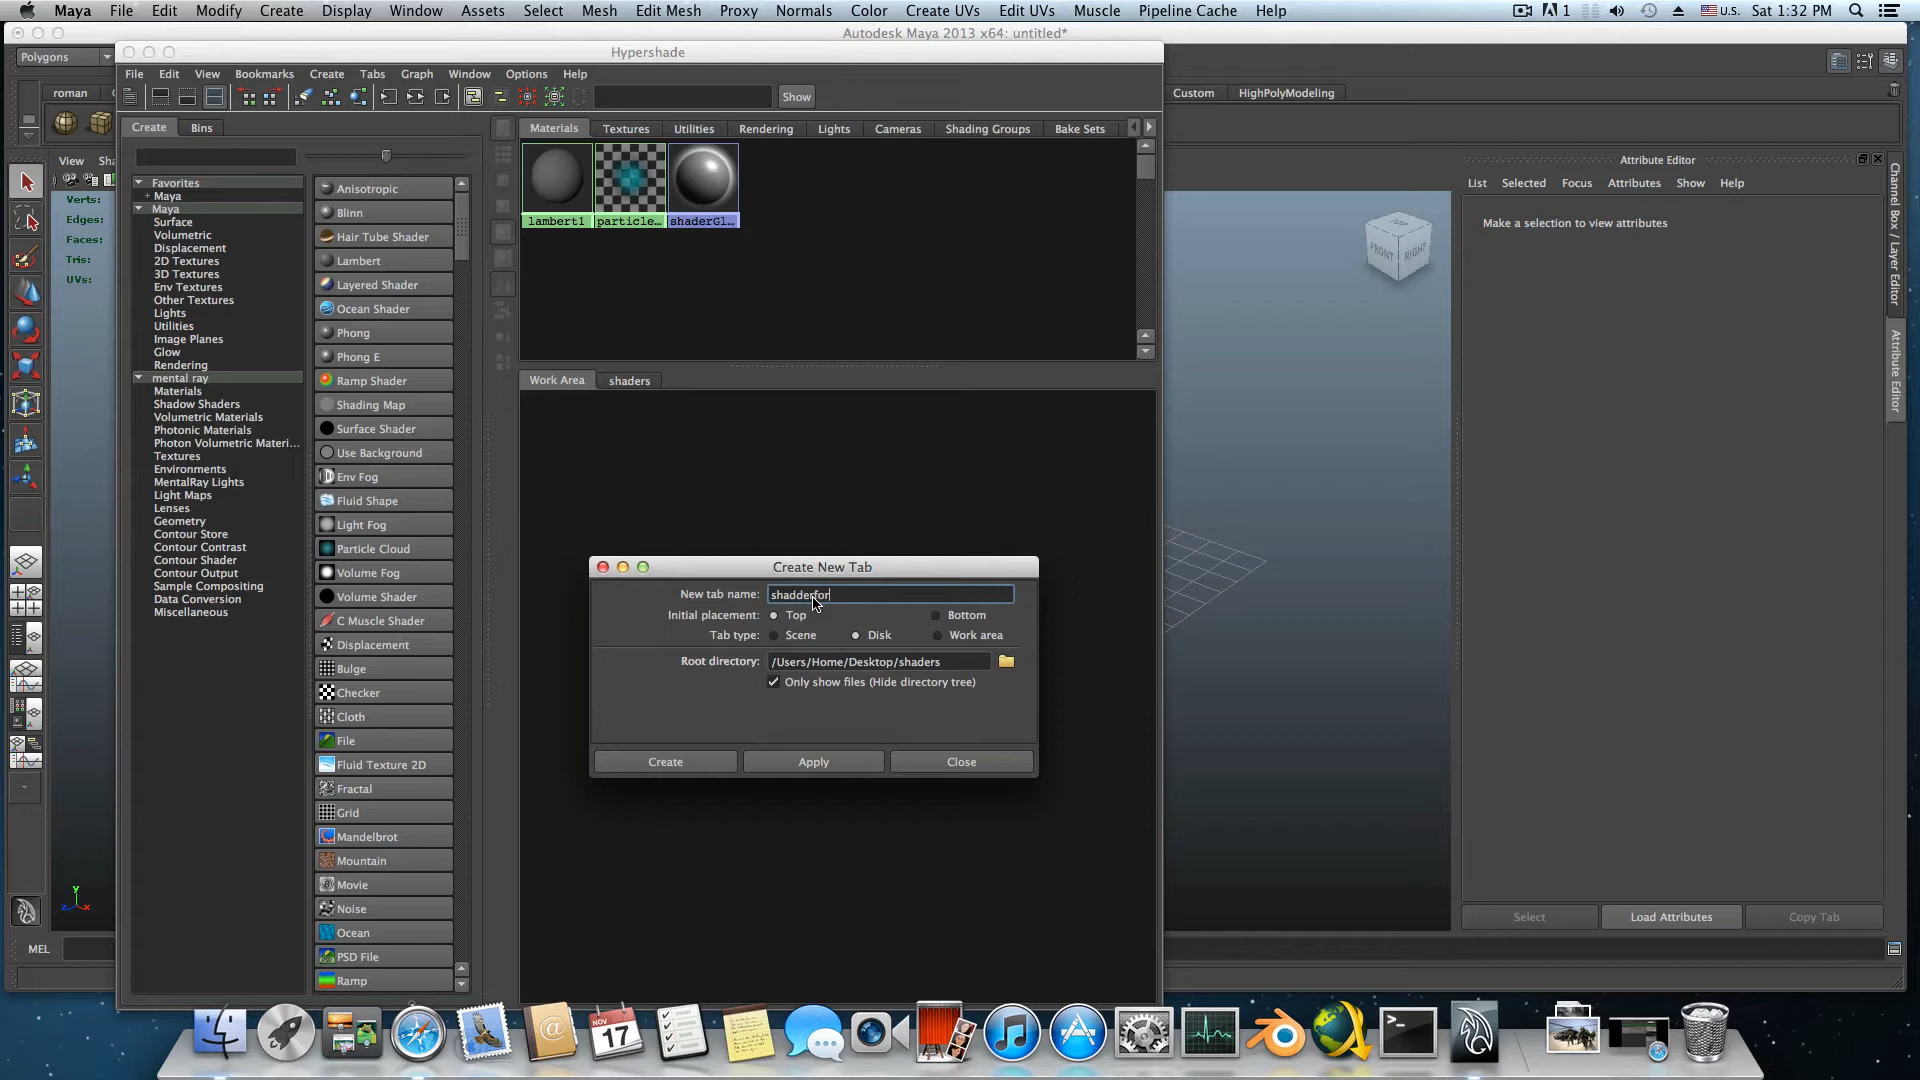 Maya File Edit Modify Create Display Window Assets Select Mesh Edit Mesh Proxy Normals Color Create UVs Edit UVs Muscle Pipeline Cache Help 1 U.S. Sat 1:32 PM
Autodesk Maya 2013 x64: untitled*
Polygons
Hypershade
File Edit View Bookmarks Create Tabs Graph Window Options Help
roman
Custom HighPolyModeling
Show
Create Bins
Materials Textures Utilities Rendering Lights Cameras Shading Groups Bake Sets
View Sha
Verts:
Edges:
Faces:
Tris:
UVs:
Favorites
+ Maya
Maya
Surface
Volumetric
Displacement
2D Textures
3D Textures
Env Textures
Other Textures
Lights
Utilities
Image Planes
Glow
Rendering
mental ray
Materials
Shadow Shaders
Volumetric Materials
Photonic Materials
Photon Volumetric Materi...
Textures
Environments
MentalRay Lights
Light Maps
Lenses
Geometry
Contour Store
Contour Contrast
Contour Shader
Contour Output
Sample Compositing
Data Conversion
Miscellaneous
Anisotropic
Blinn
Hair Tube Shader
Lambert
Layered Shader
Ocean Shader
Phong
Phong E
Ramp Shader
Shading Map
Surface Shader
Use Background
Env Fog
Fluid Shape
Light Fog
Particle Cloud
Volume Fog
Volume Shader
C Muscle Shader
Displacement
Bulge
Checker
Cloth
File
Fluid Texture 2D
Fractal
Grid
Mandelbrot
Mountain
Movie
Noise
Ocean
PSD File
Ramp
lambert1 particle... shaderGl...
Work Area shaders
Create New Tab
New tab name: shadderfor
Initial placement: Top Bottom
Tab type: Scene Disk Work area
Root directory: /Users/Home/Desktop/shaders
Only show files (Hide directory tree)
Create Apply Close
FRONT RIGHT
Attribute Editor
List Selected Focus Attributes Show Help
Make a selection to view attributes
Select Load Attributes Copy Tab
Channel Box / Layer Editor
Attribute Editor
y
z x
MEL
NOV
17